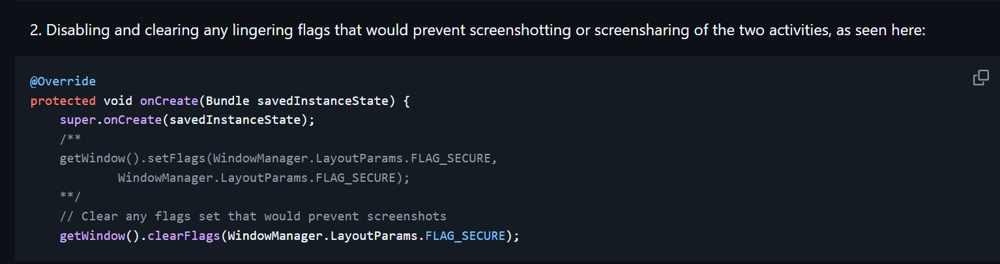 2. Disabling and clearing any lingering flags that would prevent screenshotting or screensharing of the two activities, as seen here:
@Override
protected void onCreate(Bundle savedInstanceState) {
    super.onCreate(savedInstanceState);
    /**
    getWindow().setFlags(WindowManager.LayoutParams.FLAG_SECURE,
            WindowManager.LayoutParams.FLAG_SECURE);
    **/
    // Clear any flags set that would prevent screenshots
    getWindow().clearFlags(WindowManager.LayoutParams.FLAG_SECURE);